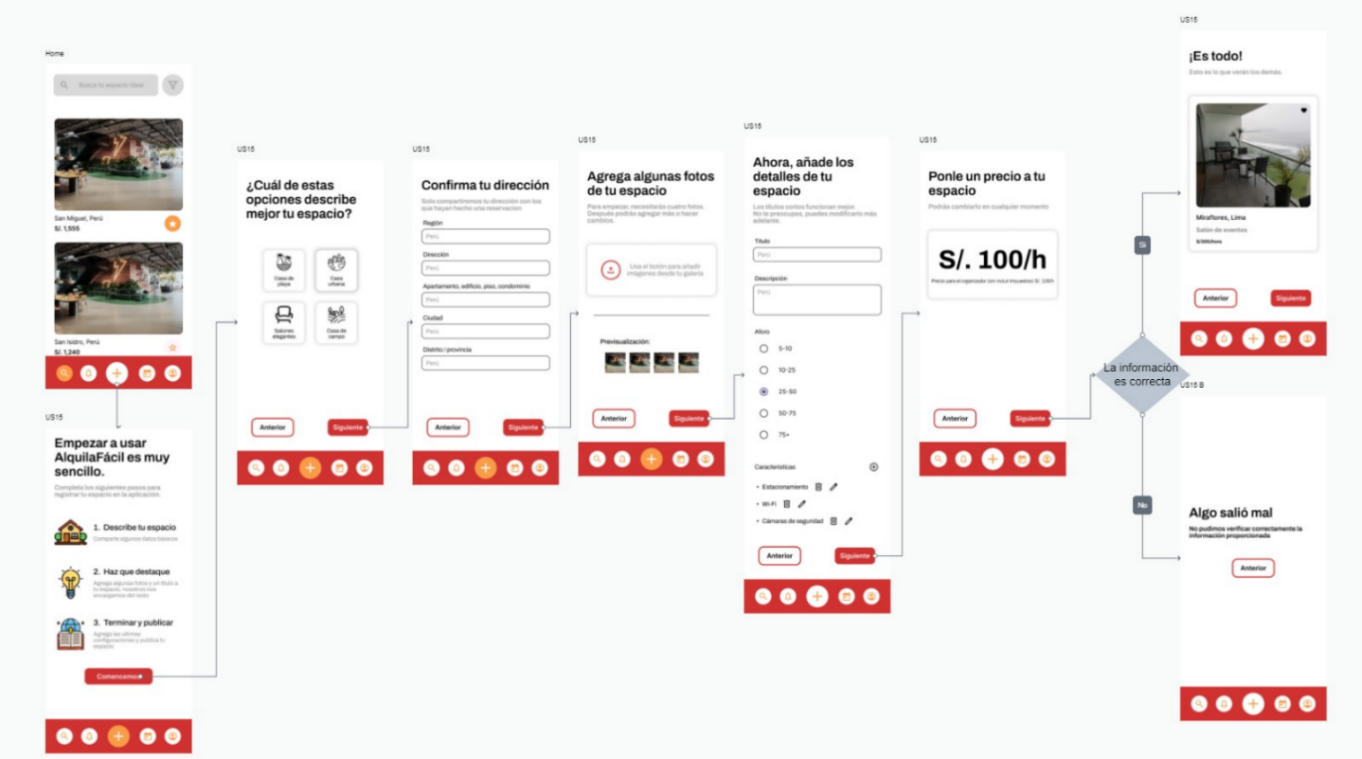 Home
Busca tu espacio ideal
San Miguel, Perú
S/. 1,555
San Isidro, Perú
S/. 1,240
US15
Empezar a usar
AlquilaFácil es muy
sencillo.
Completa los siguientes pasos para
registrar tu espacio en la aplicación.
1. Describe tu espacio
Comparte algunos datos básicos
2. Haz que destaque
Agrega algunas fotos y un título a
tu espacio, nosotros nos
encargamos del resto
3. Terminar y publicar
Agrega las últimas
configuraciones y publica tu
espacio
Comencemos
US15
¿Cuál de estas
opciones describe
mejor tu espacio?
Casa de
playa
Casa
urbana
Salones
elegantes
Casa de
campo
Anterior
Siguiente
US15
Confirma tu dirección
Solo compartiremos tu dirección con los
que hayan hecho una reservacion
Región
Perú
Dirección
Perú
Apartamento, edificio, piso, condominio
Perú
Ciudad
Perú
Distrito / provincia
Perú
Anterior
Siguiente
US15
Agrega algunas fotos
de tu espacio
Para empezar, necesitarás cuatro fotos.
Después podrás agregar más o hacer
cambios.
Usa el botón para añadir
imágenes desde tu galería
Previsualización:
Anterior
Siguiente
US15
Ahora, añade los
detalles de tu
espacio
Los títulos cortos funcionan mejor.
No te preocupes, puedes modificarlo más
adelante.
Título
Perú
Descripción
Perú
Aforo
5-10
10-25
25-50
50-75
75+
Características
• Estacionamiento
• Wi-Fi
• Cámaras de seguridad
Anterior
Siguiente
US15
Ponle un precio a tu
espacio
Podrás cambiarlo en cualquier momento
S/. 100/h
Anterior
Siguiente
La información
es correcta
Si
No
US15
¡Es todo!
Esto es lo que verán los demás.
Miraflores, Lima
Salón de eventos
Anterior
Siguiente
US15 B
Algo salió mal
No pudimos verificar correctamente la
información proporcionada
Anterior